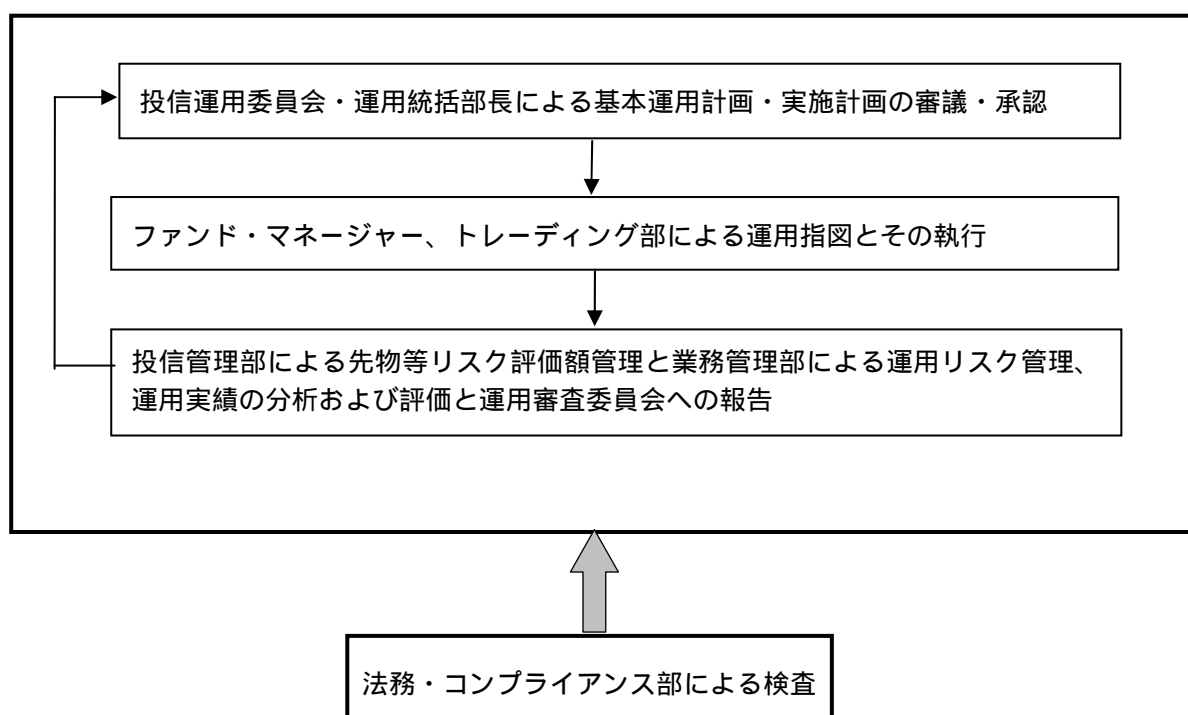 投信運用委員会・運用統括部長による基本運用計画・実施計画の審議・承認
ファンド・マネージャー、トレーディング部による運用指図とその執行
投信管理部による先物等リスク評価額管理と業務管理部による運用リスク管理、
運用実績の分析および評価と運用審査委員会への報告
法務・コンプライアンス部による検査